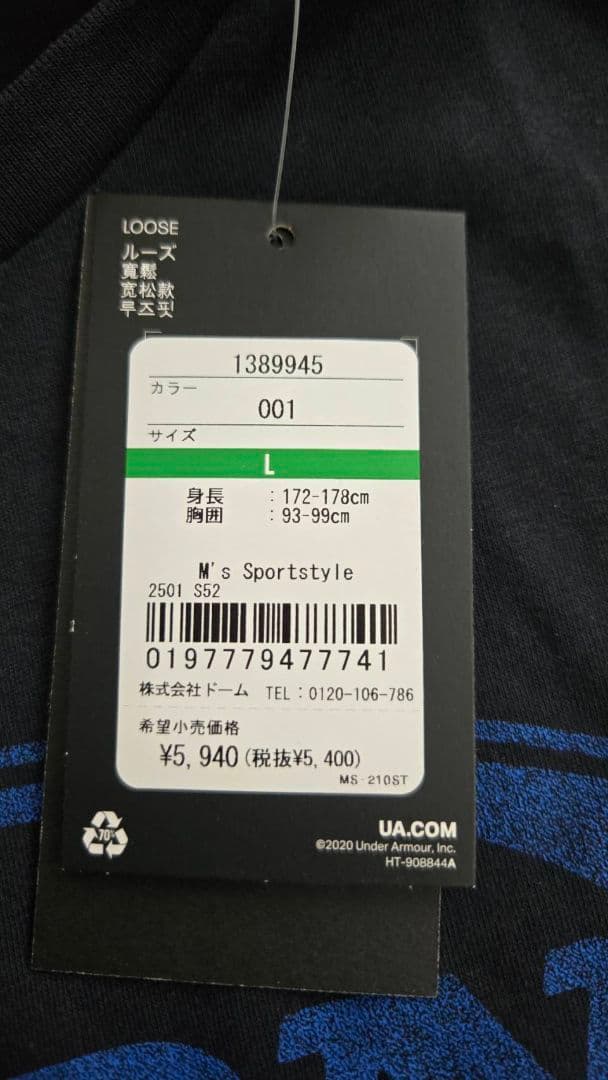 LOOSE
ルーズ
寬鬆
宽松款
루즈핏
1389945
カラー
001
サイズ
L
身長 : 172-178cm
胸囲 : 93-99cm
M's Sportstyle
2501 S52
0197779477741
株式会社ドーム TEL : 0120-106-786
希望小売価格
¥5,940(税抜¥5,400)
MS-210ST
70%
UA.COM
©2020 Under Armour, Inc.
HT-908844A